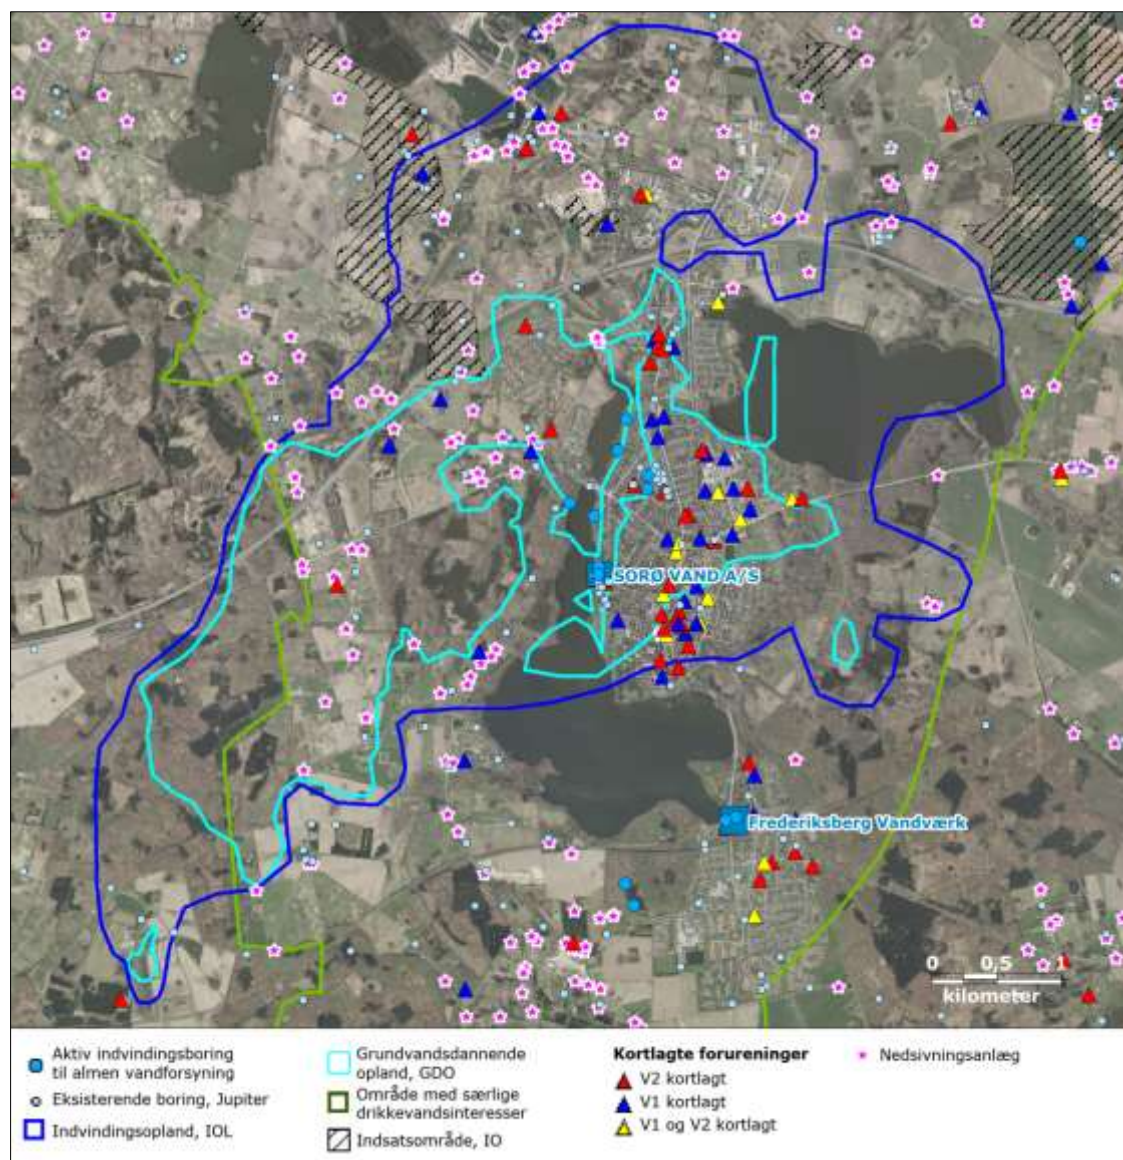 SORØ VAND A/S
Frederiksberg Vandværk
0 0,5 1
kilometer
Aktiv indvindingsboring
til almen vandforsyning
Eksisterende boring, Jupiter
Indvindingsopland, IOL
Grundvandsdannende
opland, GDO
Område med særlige
drikkevandsinteresser
Indsatsområde, IO
Kortlagte forureninger
V2 kortlagt
V1 kortlagt
V1 og V2 kortlagt
Nedsivningsanlæg